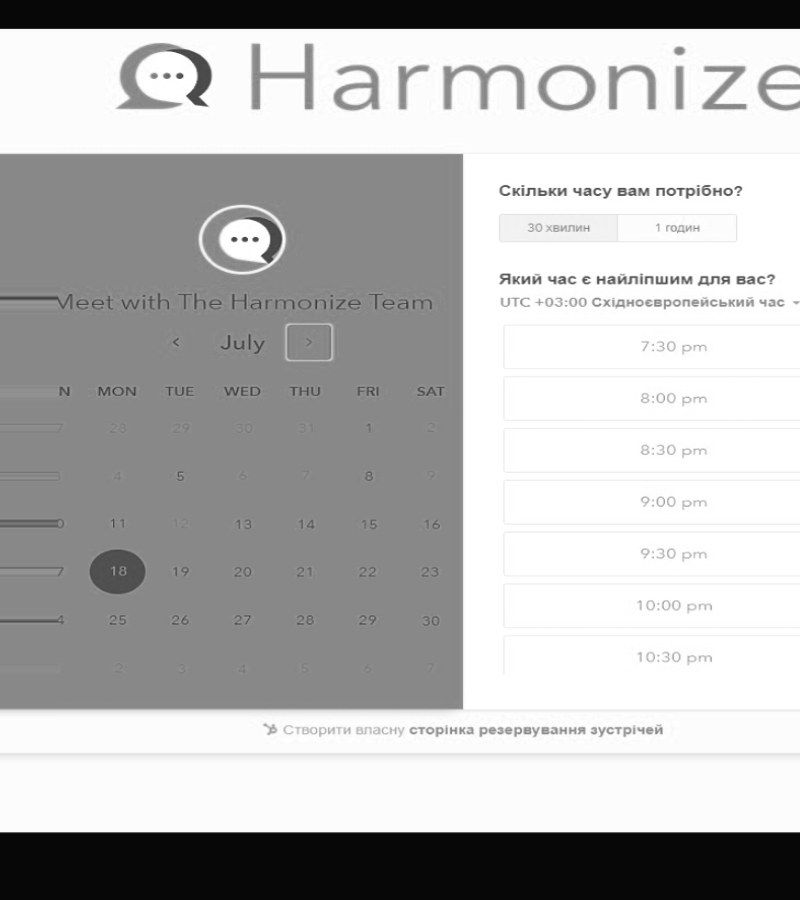 Harmonize
Meet with The Harmonize Team
July
N MON TUE WED THU FRI SAT
7 28 29 30 31 1 2
3 4 5 6 7 8 9
0 11 12 13 14 15 16
7 18 19 20 21 22 23
4 25 26 27 28 29 30
2 3 4 5 6 7
Скільки часу вам потрібно?
30 хвилин 1 годин
Який час є найліпшим для вас?
UTC +03:00 Східноєвропейський час
7:30 pm
8:00 pm
8:30 pm
9:00 pm
9:30 pm
10:00 pm
10:30 pm
Створити власну сторінка резервування зустрічей